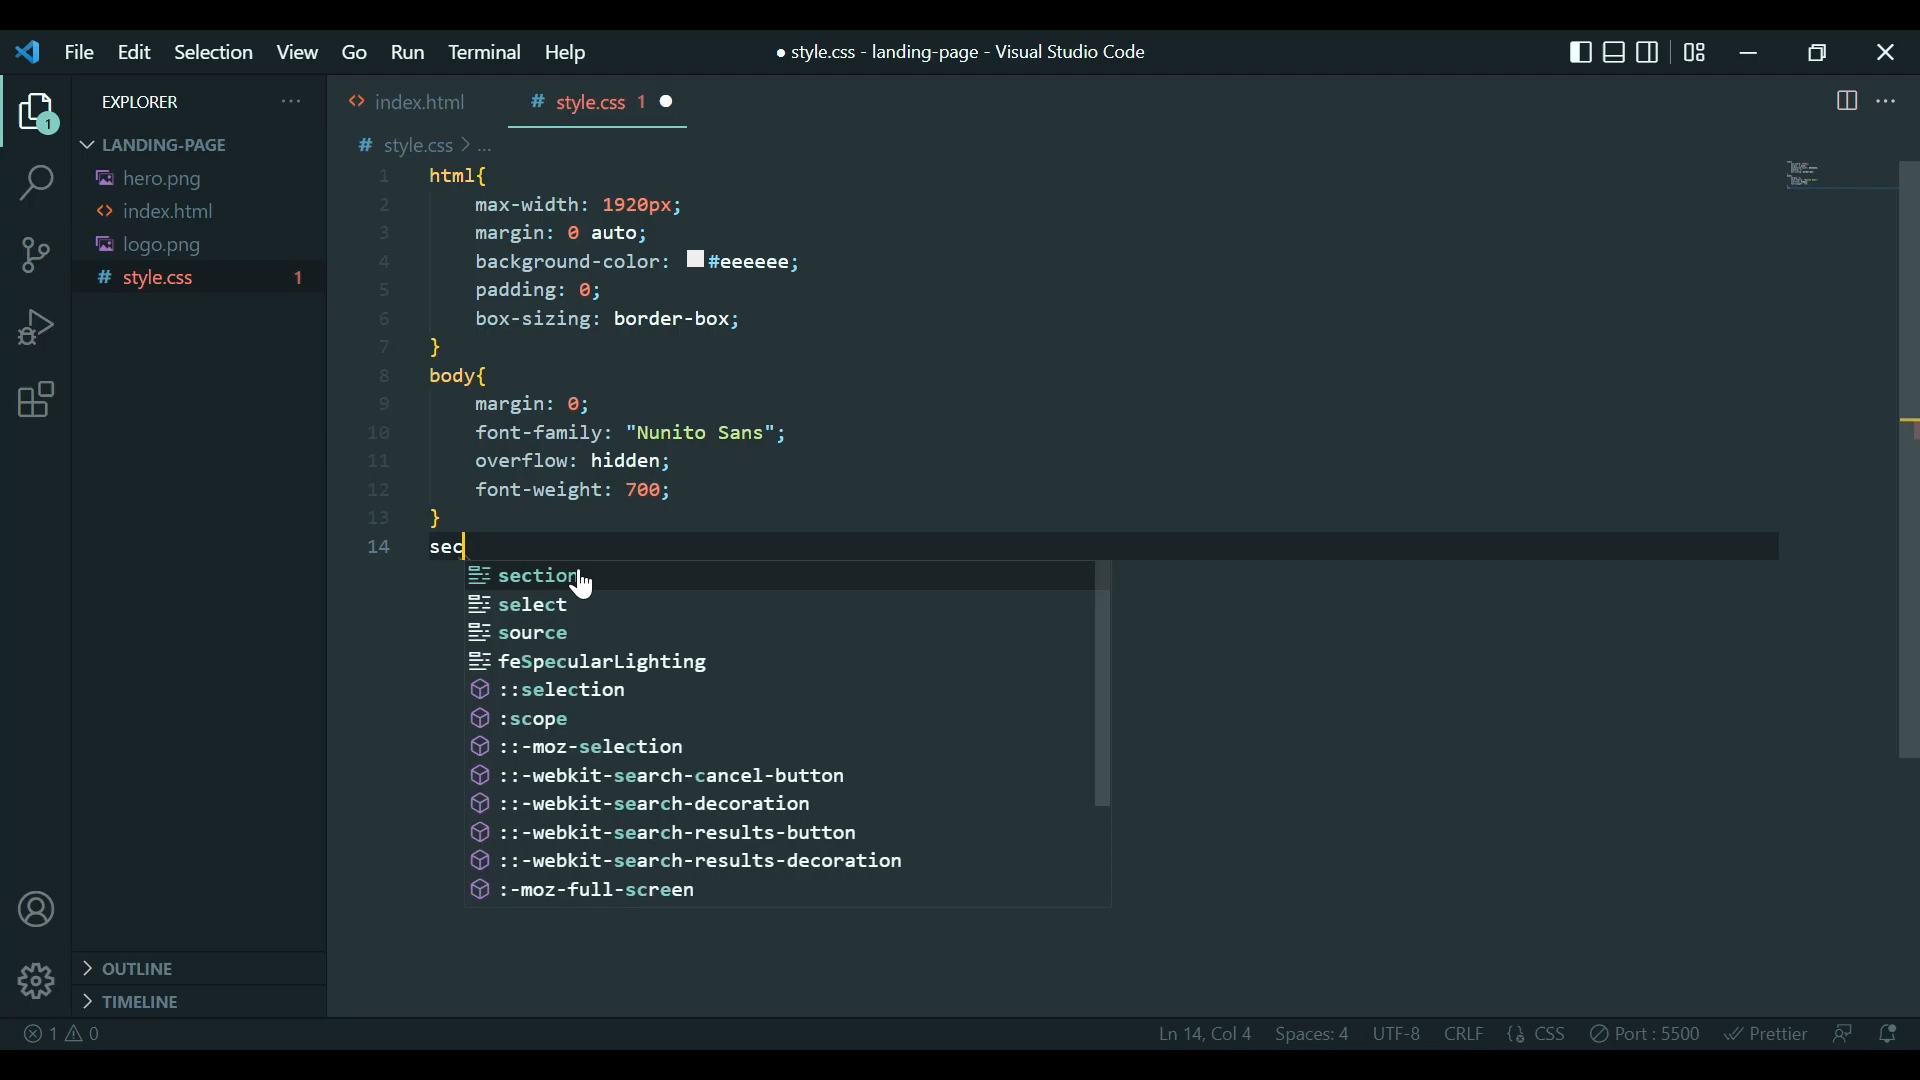 File Edit Selection View Go Run Terminal Help
● style.css - landing-page - Visual Studio Code
EXPLORER
LANDING-PAGE
hero.png
index.html
logo.png
# style.css 1
OUTLINE
TIMELINE
<> index.html
# style.css 1
# style.css > ...
1 html{
2 max-width: 1920px;
3 margin: 0 auto;
4 background-color: #eeeeee;
5 padding: 0;
6 box-sizing: border-box;
7 }
8 body{
9 margin: 0;
10 font-family: "Nunito Sans";
11 overflow: hidden;
12 font-weight: 700;
13 }
14 sec
section
select
source
feSpecularLighting
::selection
:scope
::-moz-selection
::-webkit-search-cancel-button
::-webkit-search-decoration
::-webkit-search-results-button
::-webkit-search-results-decoration
:-moz-full-screen
1 0
Ln 14, Col 4 Spaces: 4 UTF-8 CRLF CSS Port : 5500 Prettier